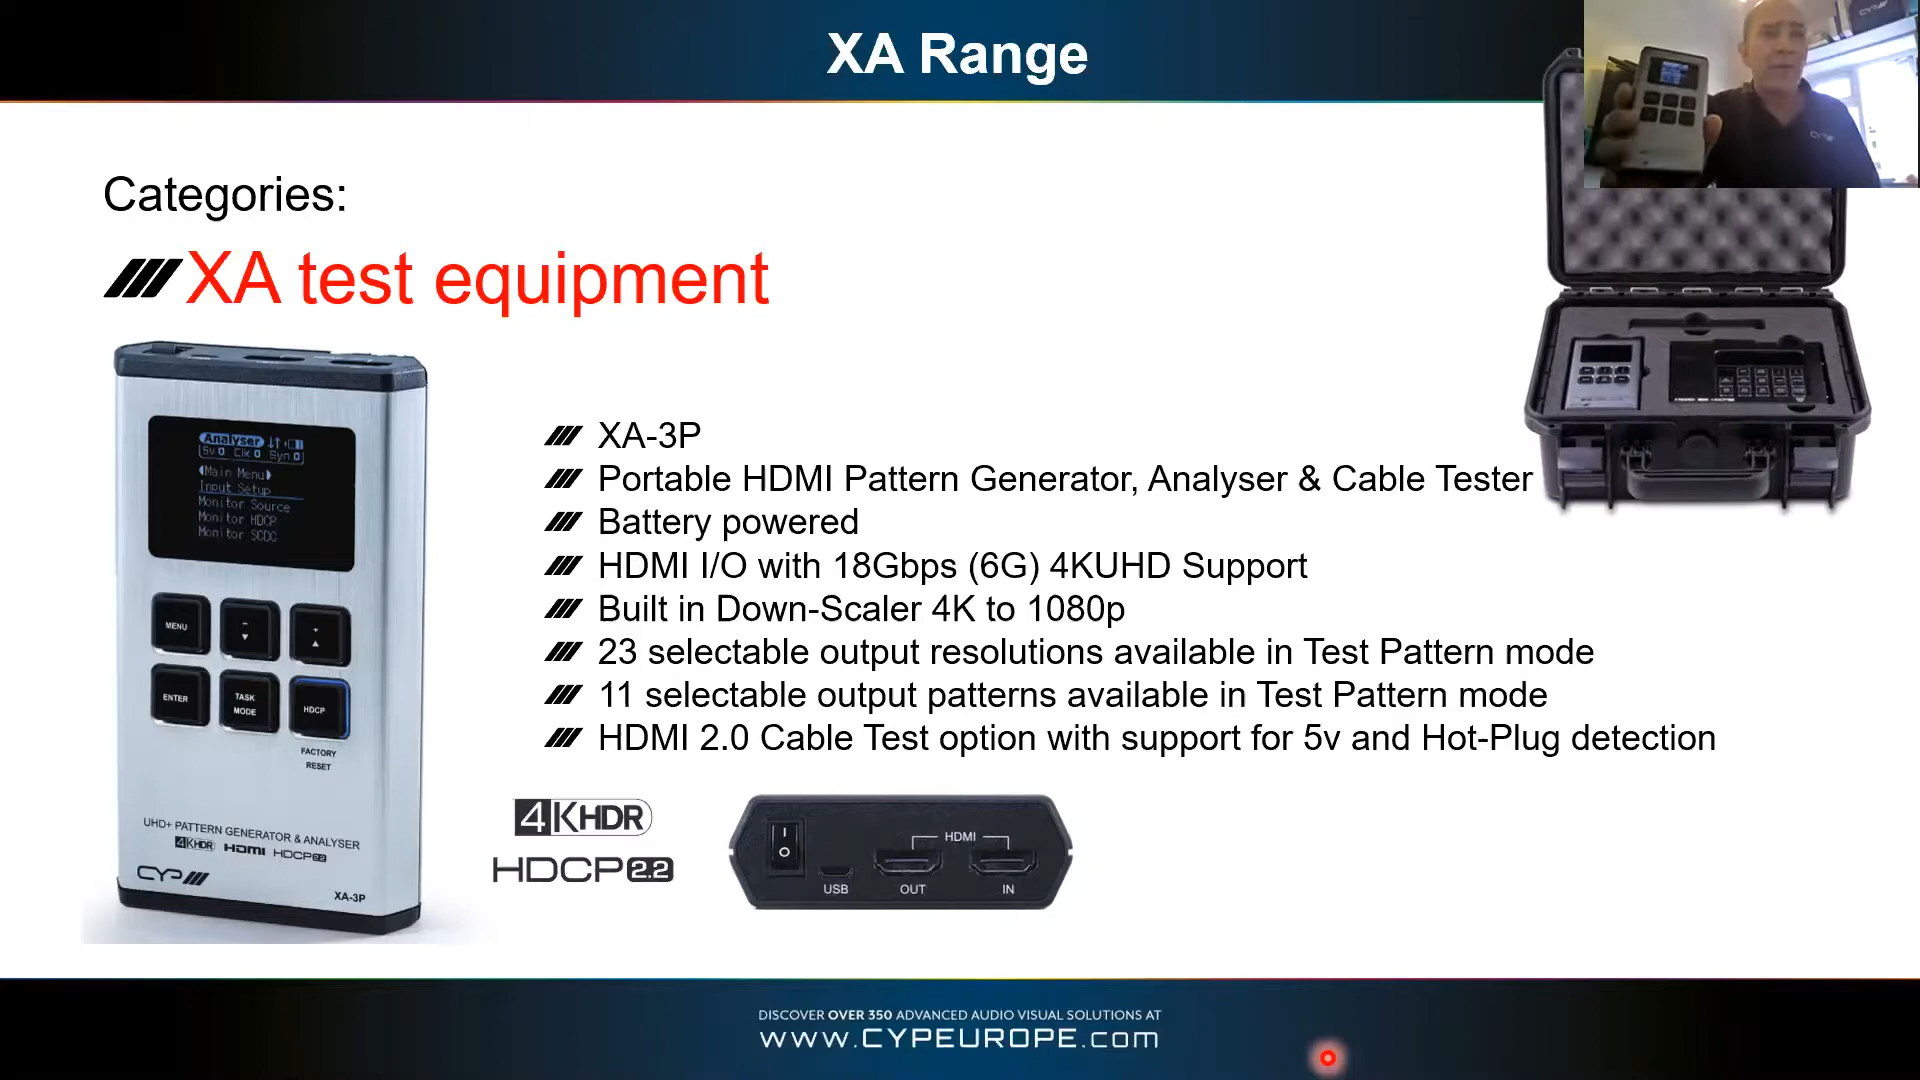 XA Range
Categories:
XA test equipment
Analyser
5v 0 Clk 0 Syn 0
Main Menu
Input Setup
Monitor Source
Monitor HDCP
Monitor SCDC
MENU
-
+
ENTER
TASK MODE
HDCP
FACTORY RESET
UHD+ PATTERN GENERATOR & ANALYSER
4KHDR HDMI HDCP2.2
CYP
XA-3P
XA-3P
Portable HDMI Pattern Generator, Analyser & Cable Tester
Battery powered
HDMI I/O with 18Gbps (6G) 4KUHD Support
Built in Down-Scaler 4K to 1080p
23 selectable output resolutions available in Test Pattern mode
11 selectable output patterns available in Test Pattern mode
HDMI 2.0 Cable Test option with support for 5v and Hot-Plug detection
4KHDR
HDCP2.2
I
O
HDMI
USB OUT IN
DISCOVER OVER 350 ADVANCED AUDIO VISUAL SOLUTIONS AT
WWW.CYPEUROPE.com